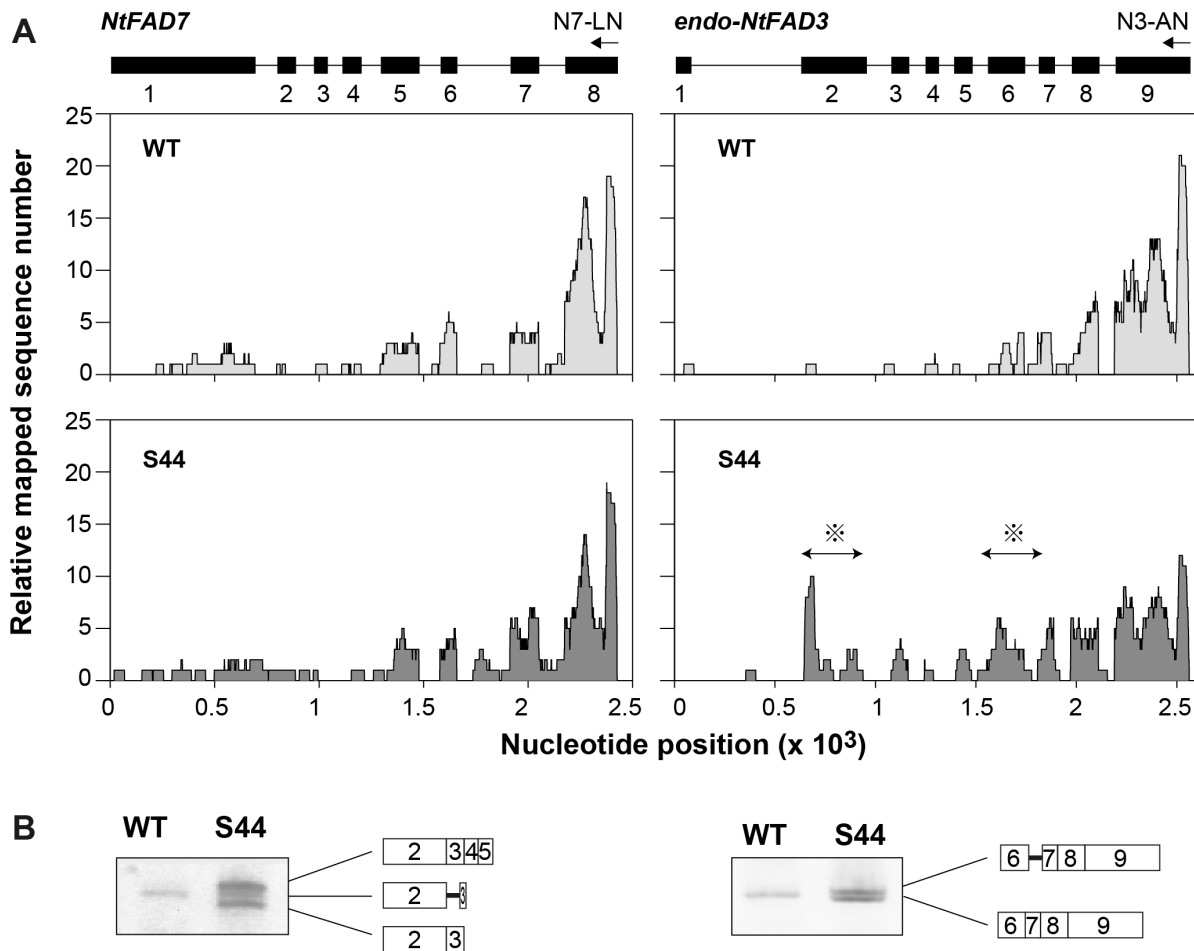 A
NtFAD7
N7-LN
endo-NtFAD3
N3-AN
1 2 3 4 5 6 7 8
1 2 3 4 5 6 7 8 9
Relative mapped sequence number
25
20
15
10
5
0
WT
WT
25
20
15
10
5
0
S44
S44
※ ※
0 0.5 1 1.5 2 2.5
0 0.5 1 1.5 2 2.5
Nucleotide position (x 10³)
B
WT S44
2 3 4 5
2 3
2 3
WT S44
6 7 8 9
6 7 8 9